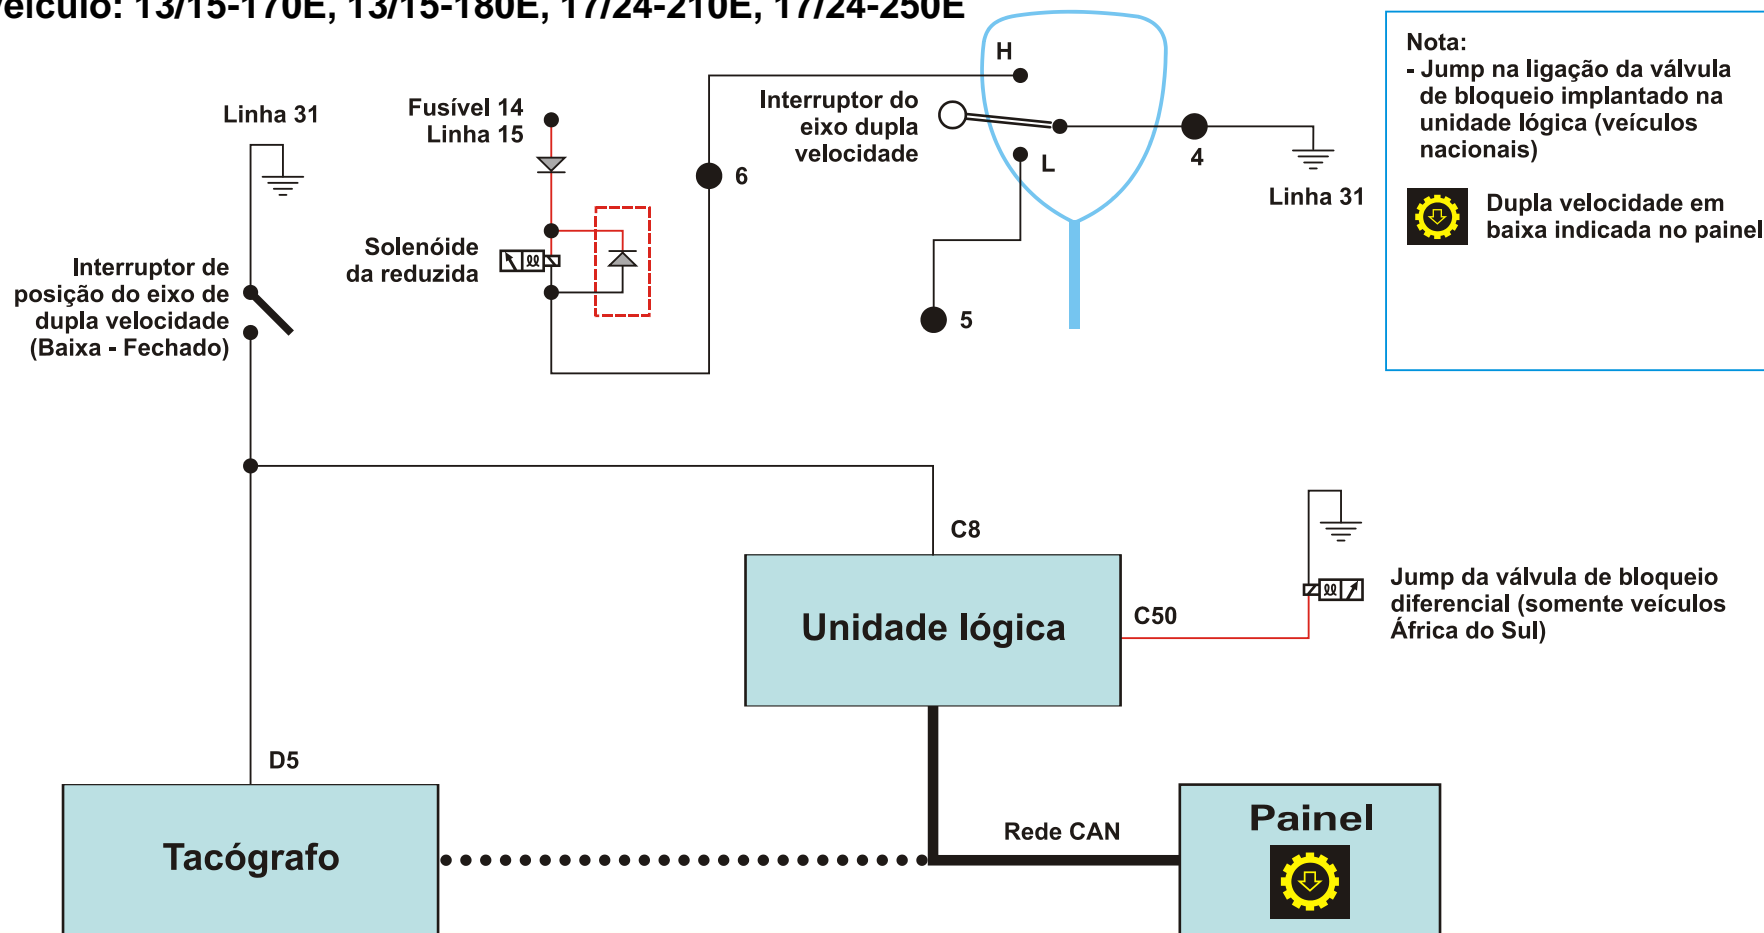 veículo: 13/15-170E, 13/15-180E, 17/24-210E, 17/24-250E
Linha 31
Fusível 14
Linha 15
6
Interruptor do
eixo dupla
velocidade
H
L
4
Linha 31
5
Nota:
- Jump na ligação da válvula
de bloqueio implantado na
unidade lógica (veículos
nacionais)
Dupla velocidade em
baixa indicada no painel
Interruptor de
posição do eixo de
dupla velocidade
(Baixa - Fechado)
Solenóide
da reduzida
C8
Unidade lógica
C50
Jump da válvula de bloqueio
diferencial (somente veículos
África do Sul)
D5
Tacógrafo
Rede CAN
Painel